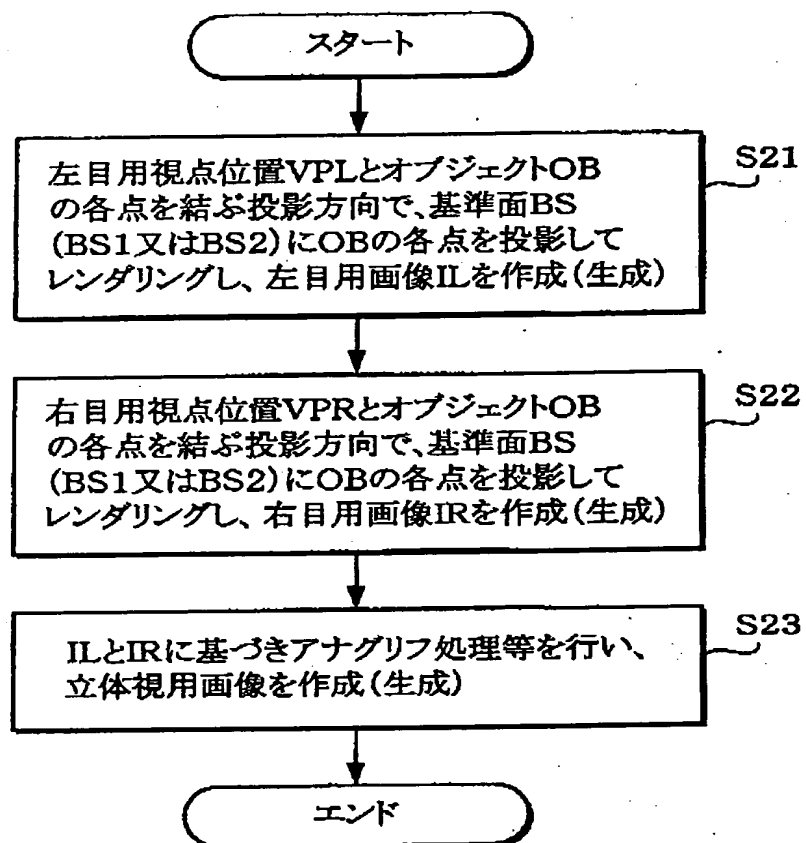 スタート
左目用視点位置VPLとオブジェクトOB
の各点を結ぶ投影方向で、基準面BS
(BS1又はBS2)にOBの各点を投影して
レンダリングし、左目用画像ILを作成(生成)
S21
右目用視点位置VPRとオブジェクトOB
の各点を結ぶ投影方向で、基準面BS
(BS1又はBS2)にOBの各点を投影して
レンダリングし、右目用画像IRを作成(生成)
S22
ILとIRに基づきアナグリフ処理等を行い、
立体視用画像を作成(生成)
S23
エンド